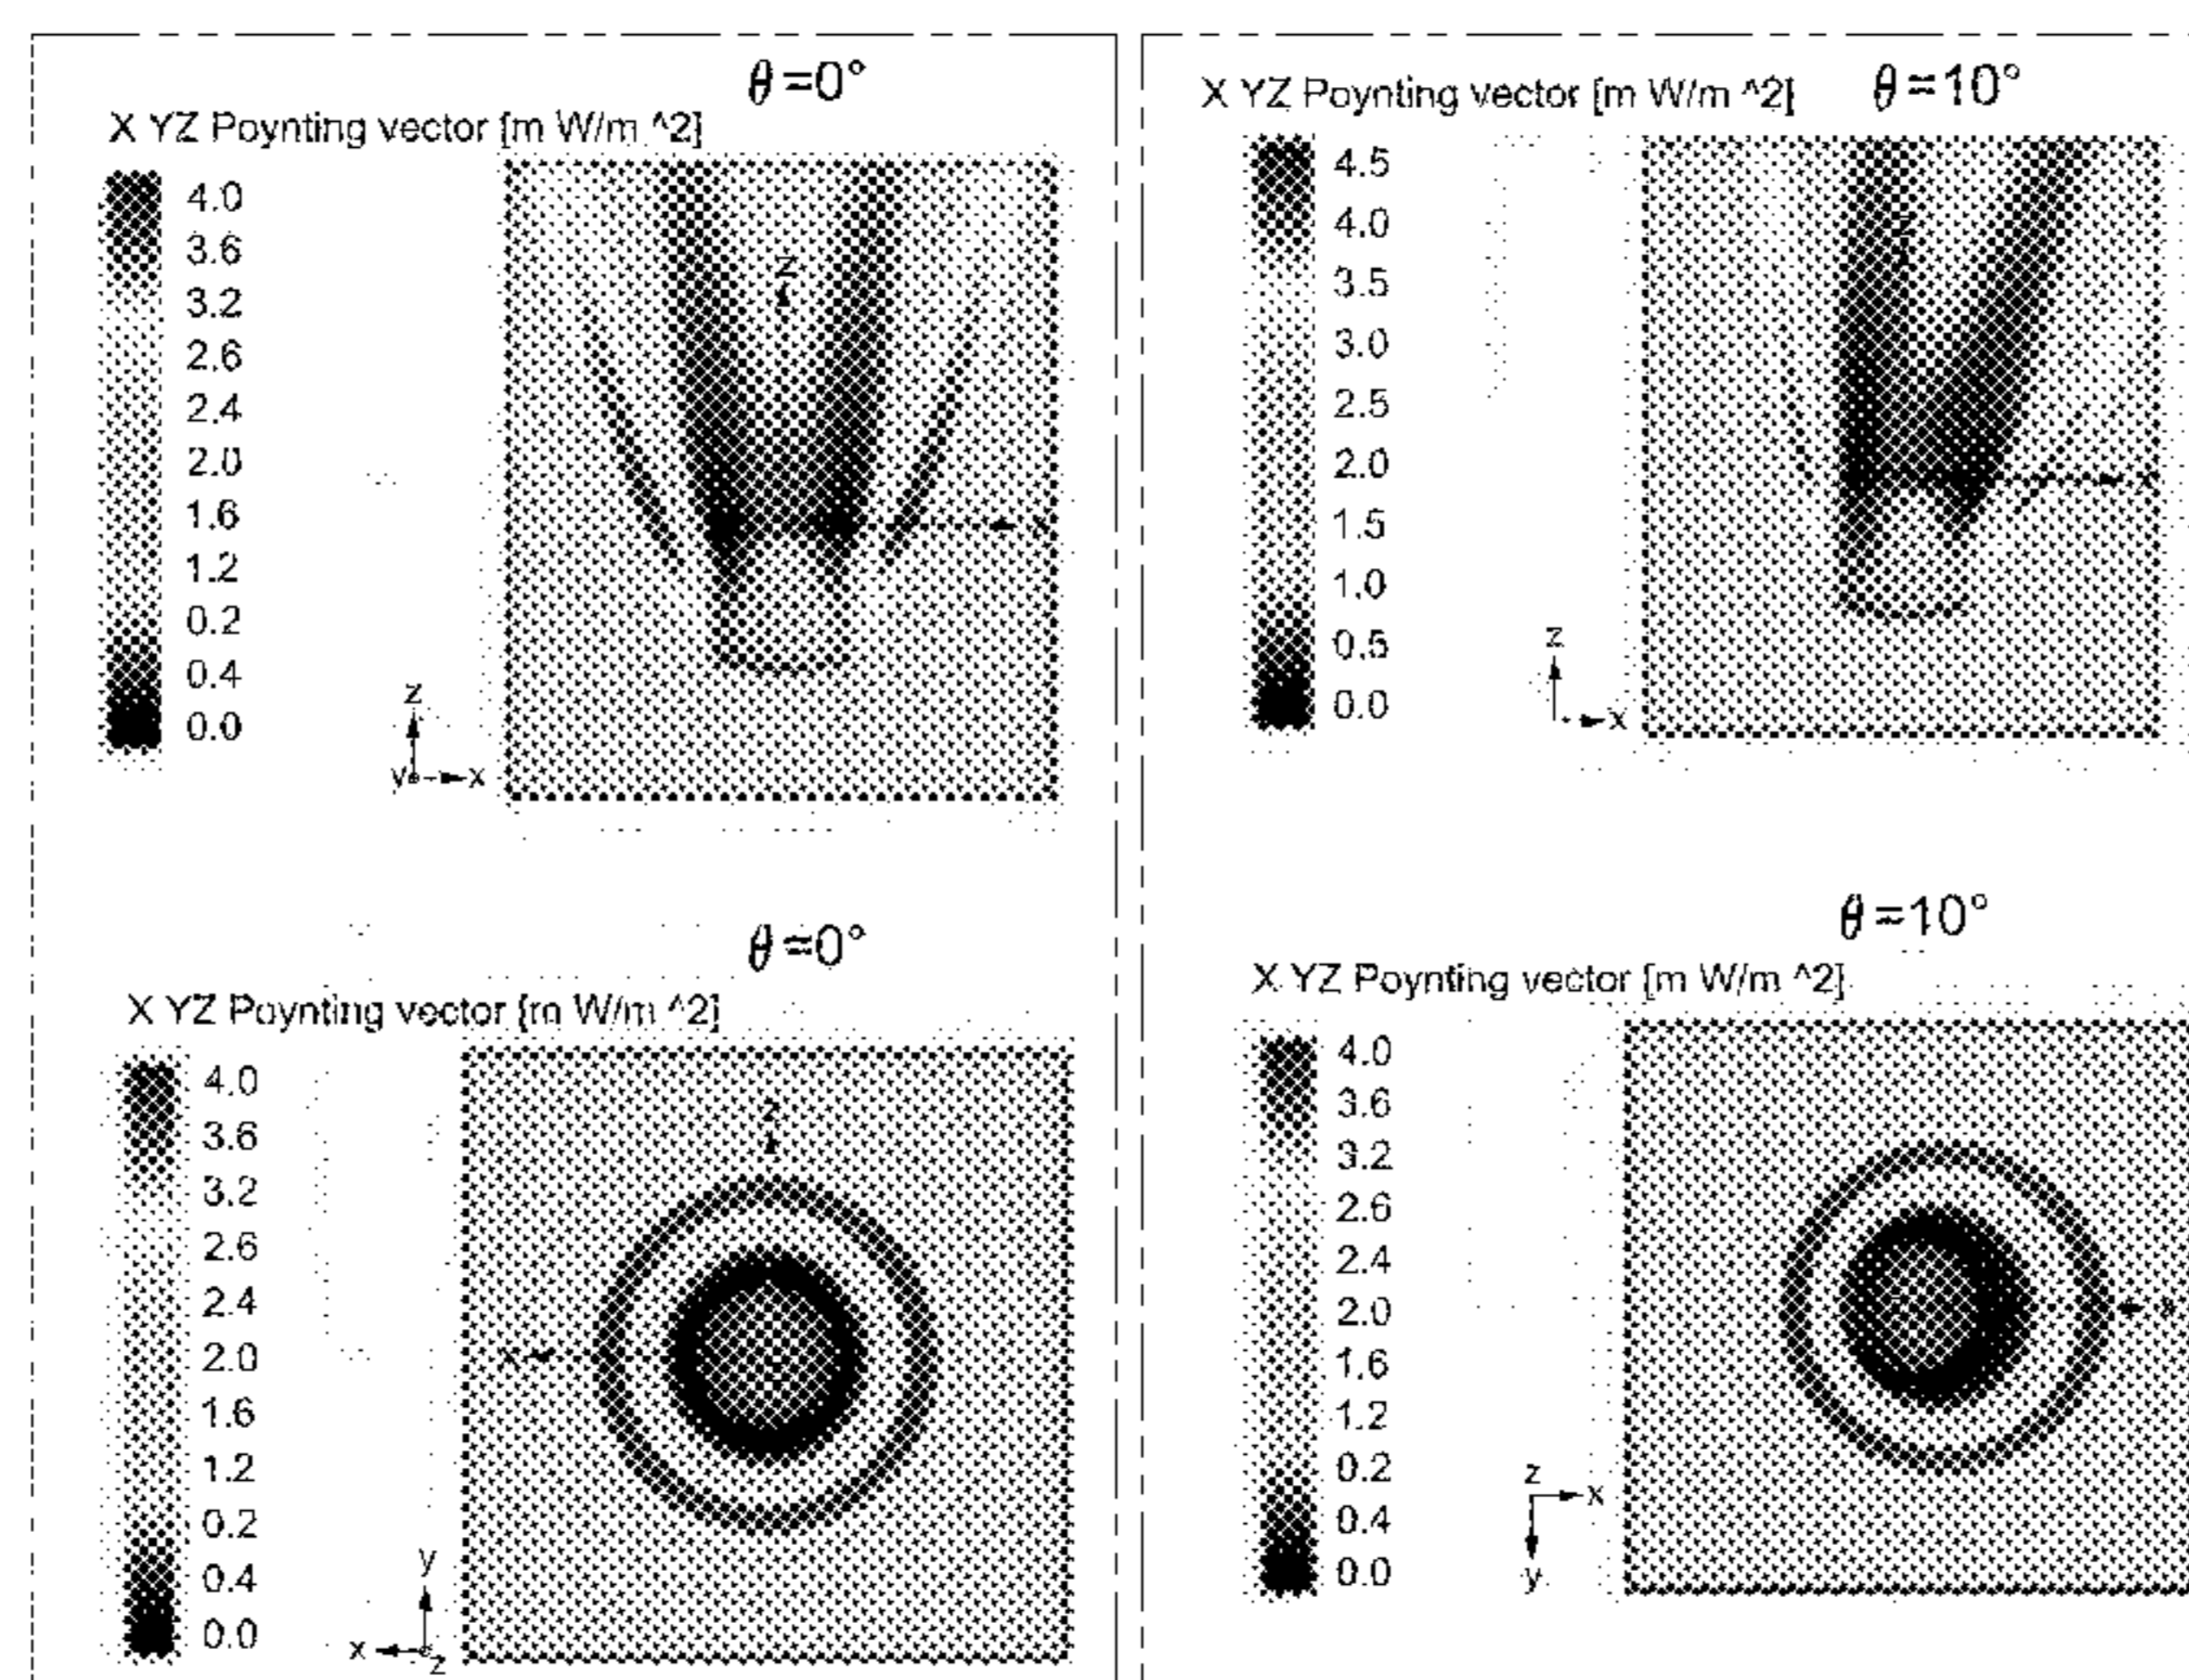 θ=0°
X YZ Poynting vector [m W/m ^2]
4.0
3.6
3.2
2.6
2.4
2.0
1.6
1.2
0.2
0.4
0.0
z
x
z
y
x
θ=10°
X YZ Poynting vector [m W/m ^2]
4.5
4.0
3.5
3.0
2.5
2.0
1.5
1.0
0.5
0.0
x
z
x
θ=0°
X YZ Poynting vector [m W/m ^2]
4.0
3.6
3.2
2.6
2.4
2.0
1.6
1.2
0.2
0.4
0.0
z
x
y
x
z
θ=10°
X YZ Poynting vector [m W/m ^2]
4.0
3.6
3.2
2.6
2.4
2.0
1.6
1.2
0.2
0.4
0.0
z
x
y